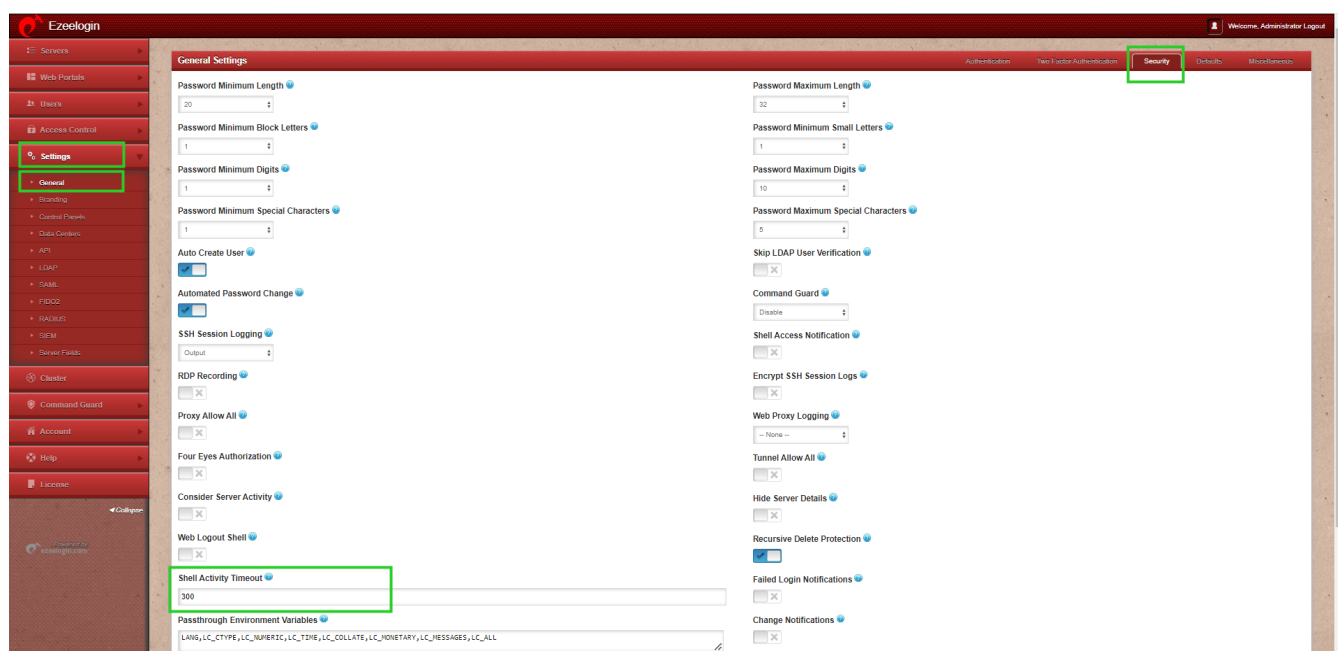 Ezeelogin
Welcome, Administrator Logout
Servers
Web Portals
Users
Access Control
Settings
General
Branding
Control Panels
Data Centers
API
LDAP
SAML
FIDO2
RADIUS
SIEM
Server Fields
Cluster
Command Guard
Account
Help
License
Collapse
Powered by
ezeelogin.com
General Settings
Authentication
Two Factor Authentication
Security
Defaults
Miscellaneous
Password Minimum Length
20
Password Maximum Length
32
Password Minimum Block Letters
1
Password Minimum Small Letters
1
Password Minimum Digits
1
Password Maximum Digits
10
Password Minimum Special Characters
1
Password Maximum Special Characters
5
Auto Create User
Skip LDAP User Verification
Automated Password Change
Command Guard
Disable
SSH Session Logging
Output
Shell Access Notification
RDP Recording
Encrypt SSH Session Logs
Proxy Allow All
Web Proxy Logging
-- None --
Four Eyes Authorization
Tunnel Allow All
Consider Server Activity
Hide Server Details
Web Logout Shell
Recursive Delete Protection
Shell Activity Timeout
300
Failed Login Notifications
Passthrough Environment Variables
LANG,LC_CTYPE,LC_NUMERIC,LC_TIME,LC_COLLATE,LC_MONETARY,LC_MESSAGES,LC_ALL
Change Notifications